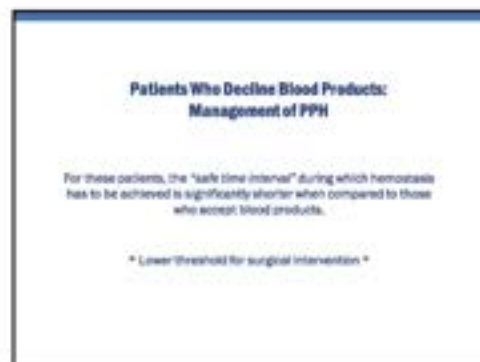 Patients Who Decline Blood Products:
Management of PPH
For these patients, the "safe time interval" during which hemostasis
has to be achieved is significantly shorter when compared to those
who accept blood products.
* Lower threshold for surgical intervention *